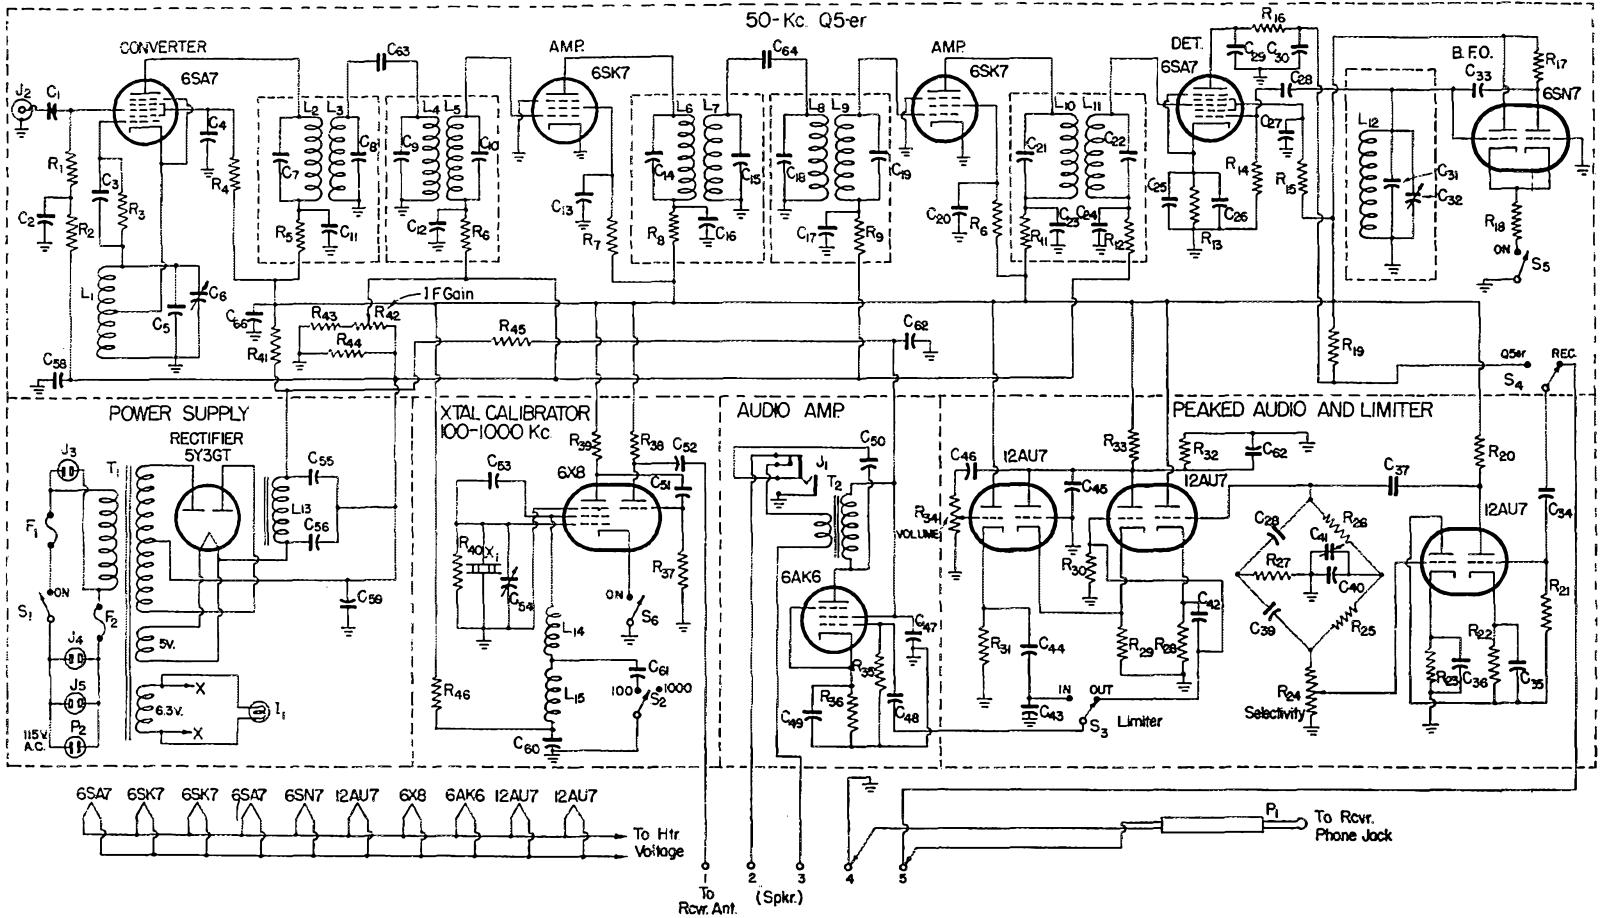 50-Kc. Q5-er
CONVERTER
6SA7
AMP.
6SK7
AMP.
6SK7
DET.
6SA7
B.F.O.
6SN7
J2
C1
R1
C2
R2
C3
R3
C4
R4
L1
C5
C6
C58
L2
L3
C7
C8
R5
C11
C63
L4
L5
C9
C10
C12
R6
C13
R7
L6
L7
C14
C15
R8
C16
C64
L8
L9
C18
C19
C17
R9
C20
R6
L10
L11
C21
C22
R11
C23
C24
R12
C25
R13
C26
R14
C27
R15
R16
C29
C30
C28
L12
C31
C32
C33
R17
R18
ON
S5
C66
R41
R43
R42
R44
IF Gain
R45
C62
R19
Q5er
REC.
S4
POWER SUPPLY
RECTIFIER
5Y3GT
J3
T1
F1
ON
S1
F2
J4
J5
P2
115V.
A.C.
5V.
6.3V.
X
X
I1
L13
C55
C56
C59
XTAL CALIBRATOR
100-1000 Kc.
R39
R38
C52
6X8
C53
C51
R40
X1
C54
R37
ON
S6
L14
L15
C61
100
1000
S2
C60
R46
AUDIO AMP.
C50
J1
T2
6AK6
C47
R35
R36
C49
C48
PEAKED AUDIO AND LIMITER
C46
12AU7
R34
VOLUME
C45
R31
C44
C43
IN
OUT
S3
Limiter
R33
R32
C62
12AU7
R30
R29
R28
C42
C37
R20
C28
R26
C41
R27
C40
C39
R25
R24
Selectivity
12AU7
C34
R21
R23
C36
R22
C35
6SA7 6SK7 6SK7 6SA7 6SN7 12AU7 6X8 6AK6 12AU7 12AU7
To Htr
Voltage
1
To
Rcvr. Ant.
2
(Spkr.)
3
4
5
P1
To Rcvr.
Phone Jack